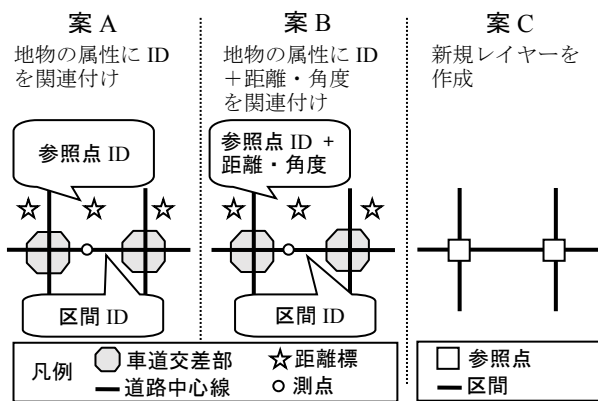 案 A
地物の属性に ID
を関連付け
参照点 ID
区間 ID
案 B
地物の属性に ID
＋距離・角度
を関連付け
参照点 ID +
距離・角度
区間 ID
案 C
新規レイヤーを
作成
凡例
車道交差部
距離標
道路中心線
測点
参照点
区間